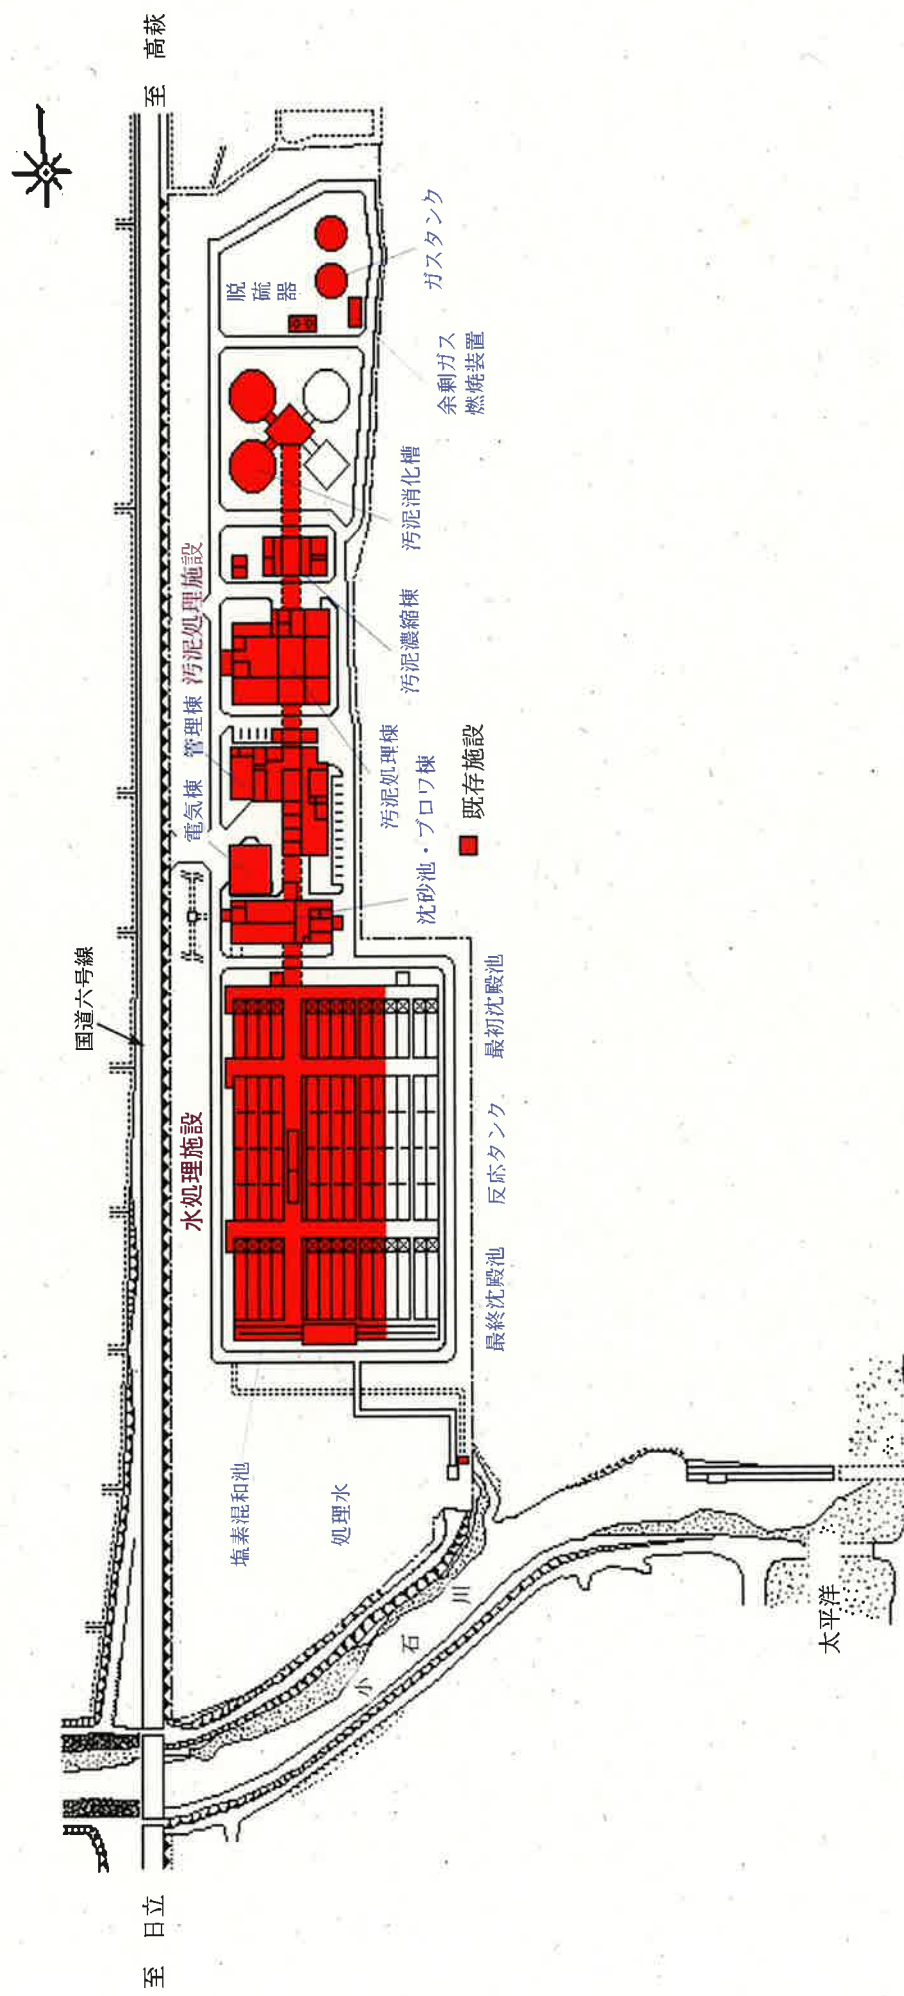 至 日立
至 高萩
国道六号線
水処理施設
汚泥処理施設
電気棟
管理棟
脱
硫
器
ガスタンク
余剰ガス
燃焼装置
汚泥消化槽
汚泥濃縮棟
汚泥処理棟
沈砂池・ブロワ棟
既存施設
最終沈殿池
反応タンク
最初沈殿池
塩素混和池
処理水
小石川
太平洋